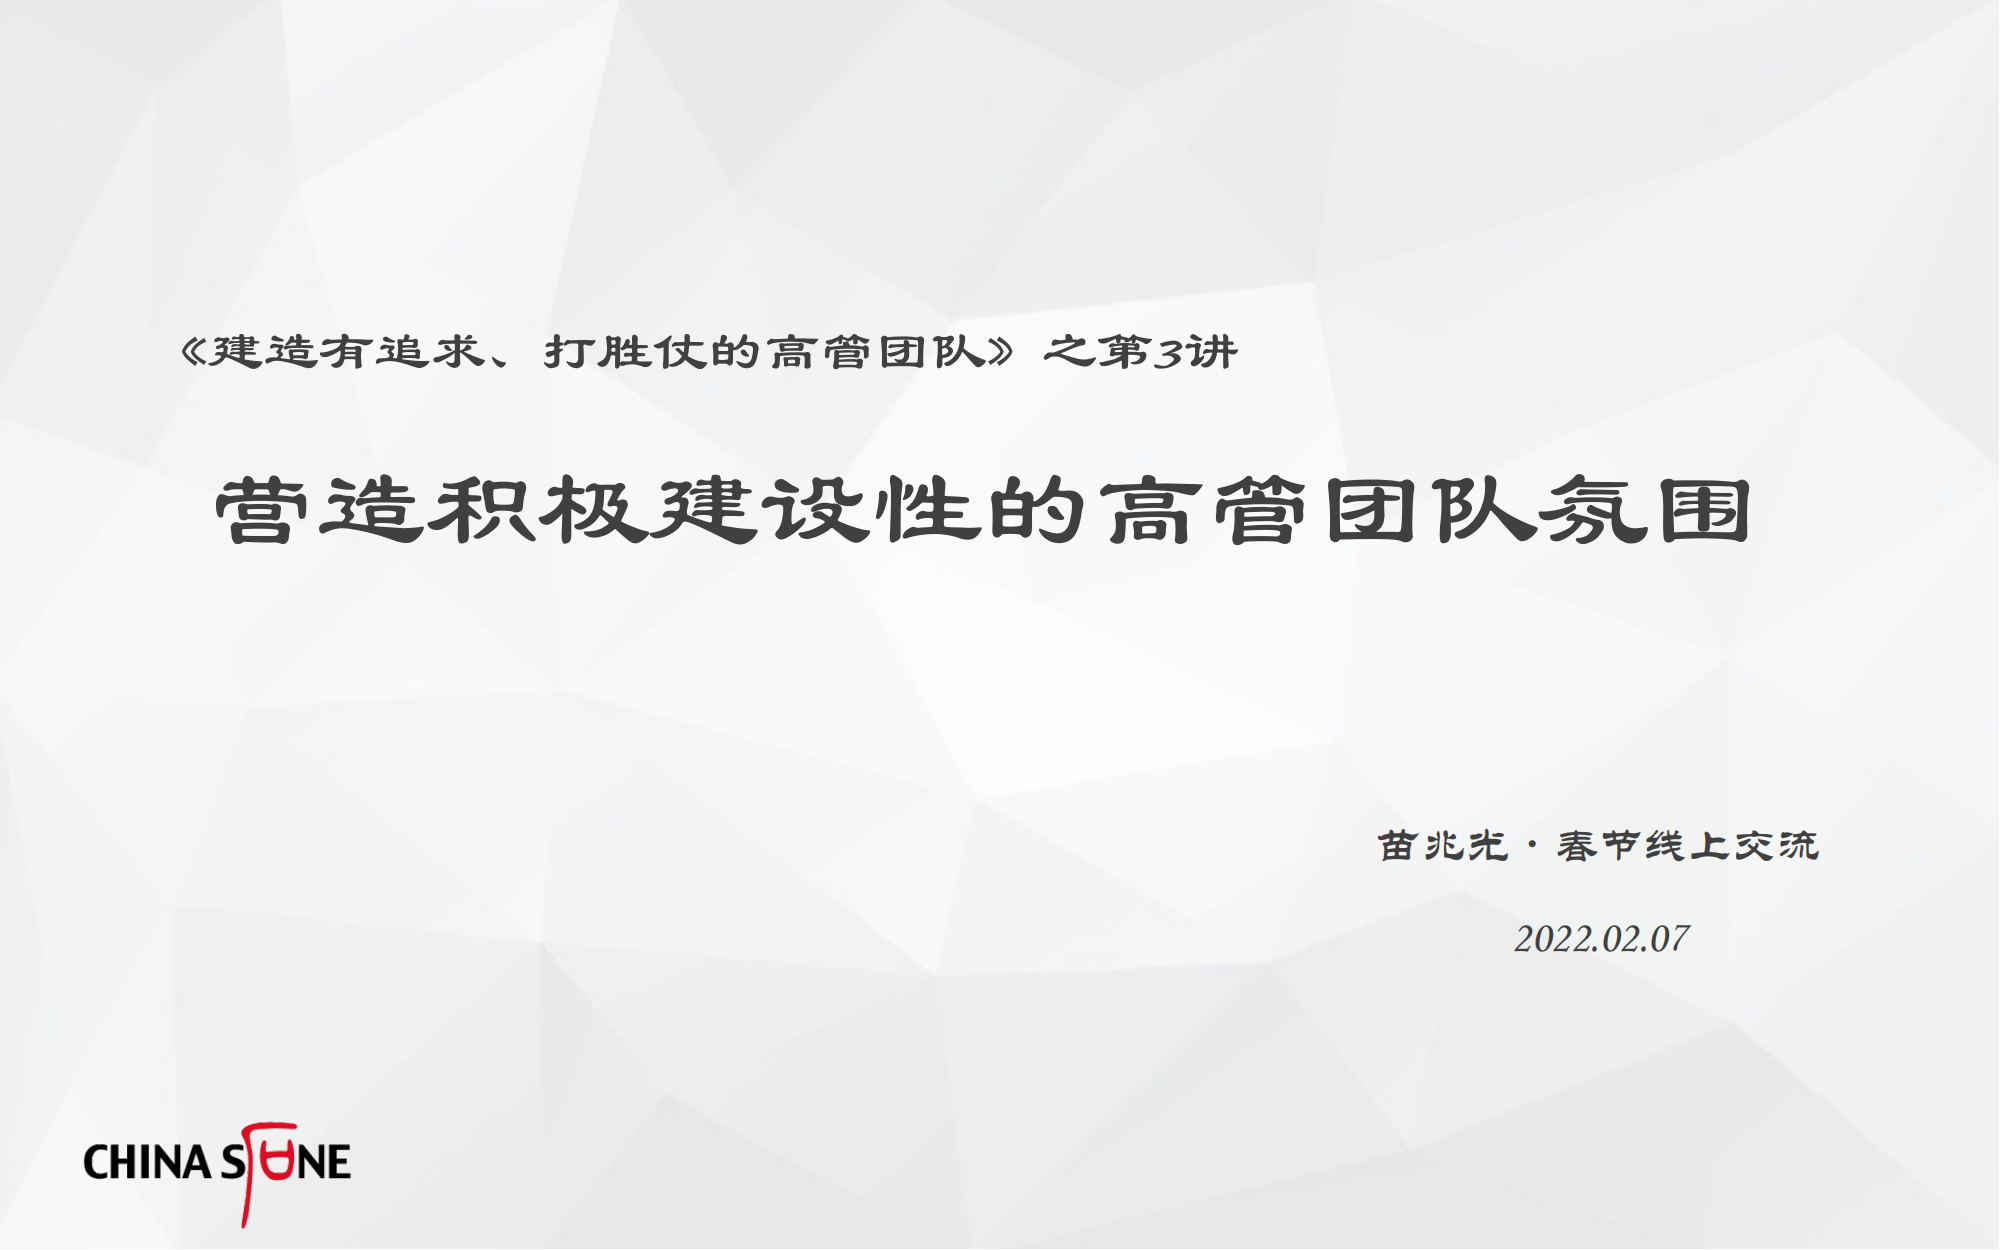 《建造有追求、打胜仗的高管团队》之第3讲
营造积极建设性的高管团队氛围
苗兆光·春节线上交流
2022.02.07
CHINA STONE